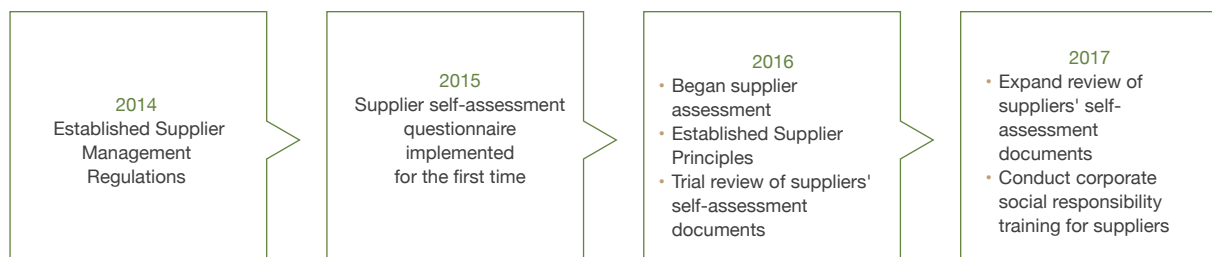 2014
Established Supplier
Management
Regulations
2015
Supplier self-assessment
questionnaire
implemented
for the first time
2016
• Began supplier
assessment
• Established Supplier
Principles
• Trial review of suppliers'
self-assessment
documents
2017
• Expand review of
suppliers' self-
assessment
documents
• Conduct corporate
social responsibility
training for suppliers